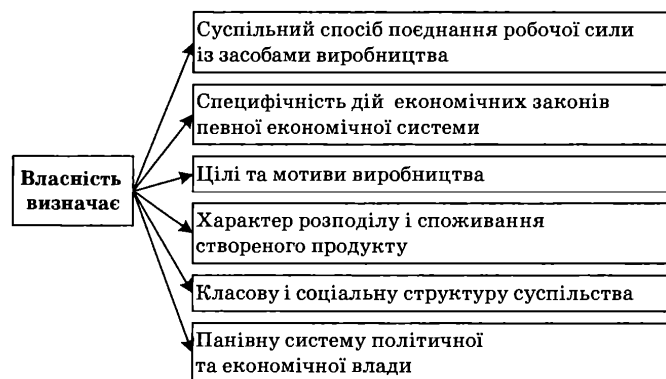 Власність
визначає
Суспільний спосіб поєднання робочої сили
із засобами виробництва
Специфічність дій економічних законів
певної економічної системи
Цілі та мотиви виробництва
Характер розподілу і споживання
створеного продукту
Класову і соціальну структуру суспільства
Панівну систему політичної
та економічної влади